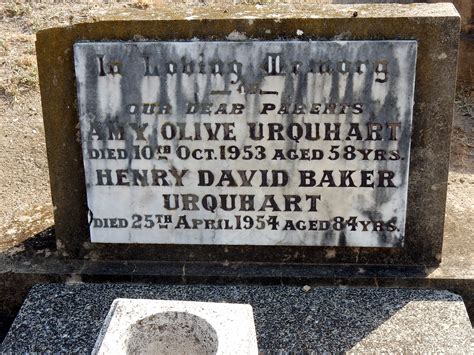 In Loving Memory
OF
OUR DEAR PARENTS
AMY OLIVE URQUHART
DIED 10TH OCT. 1953 AGED 58 YRS.
HENRY DAVID BAKER
URQUHART
DIED 25TH APRIL 1954 AGED 84 YRS.